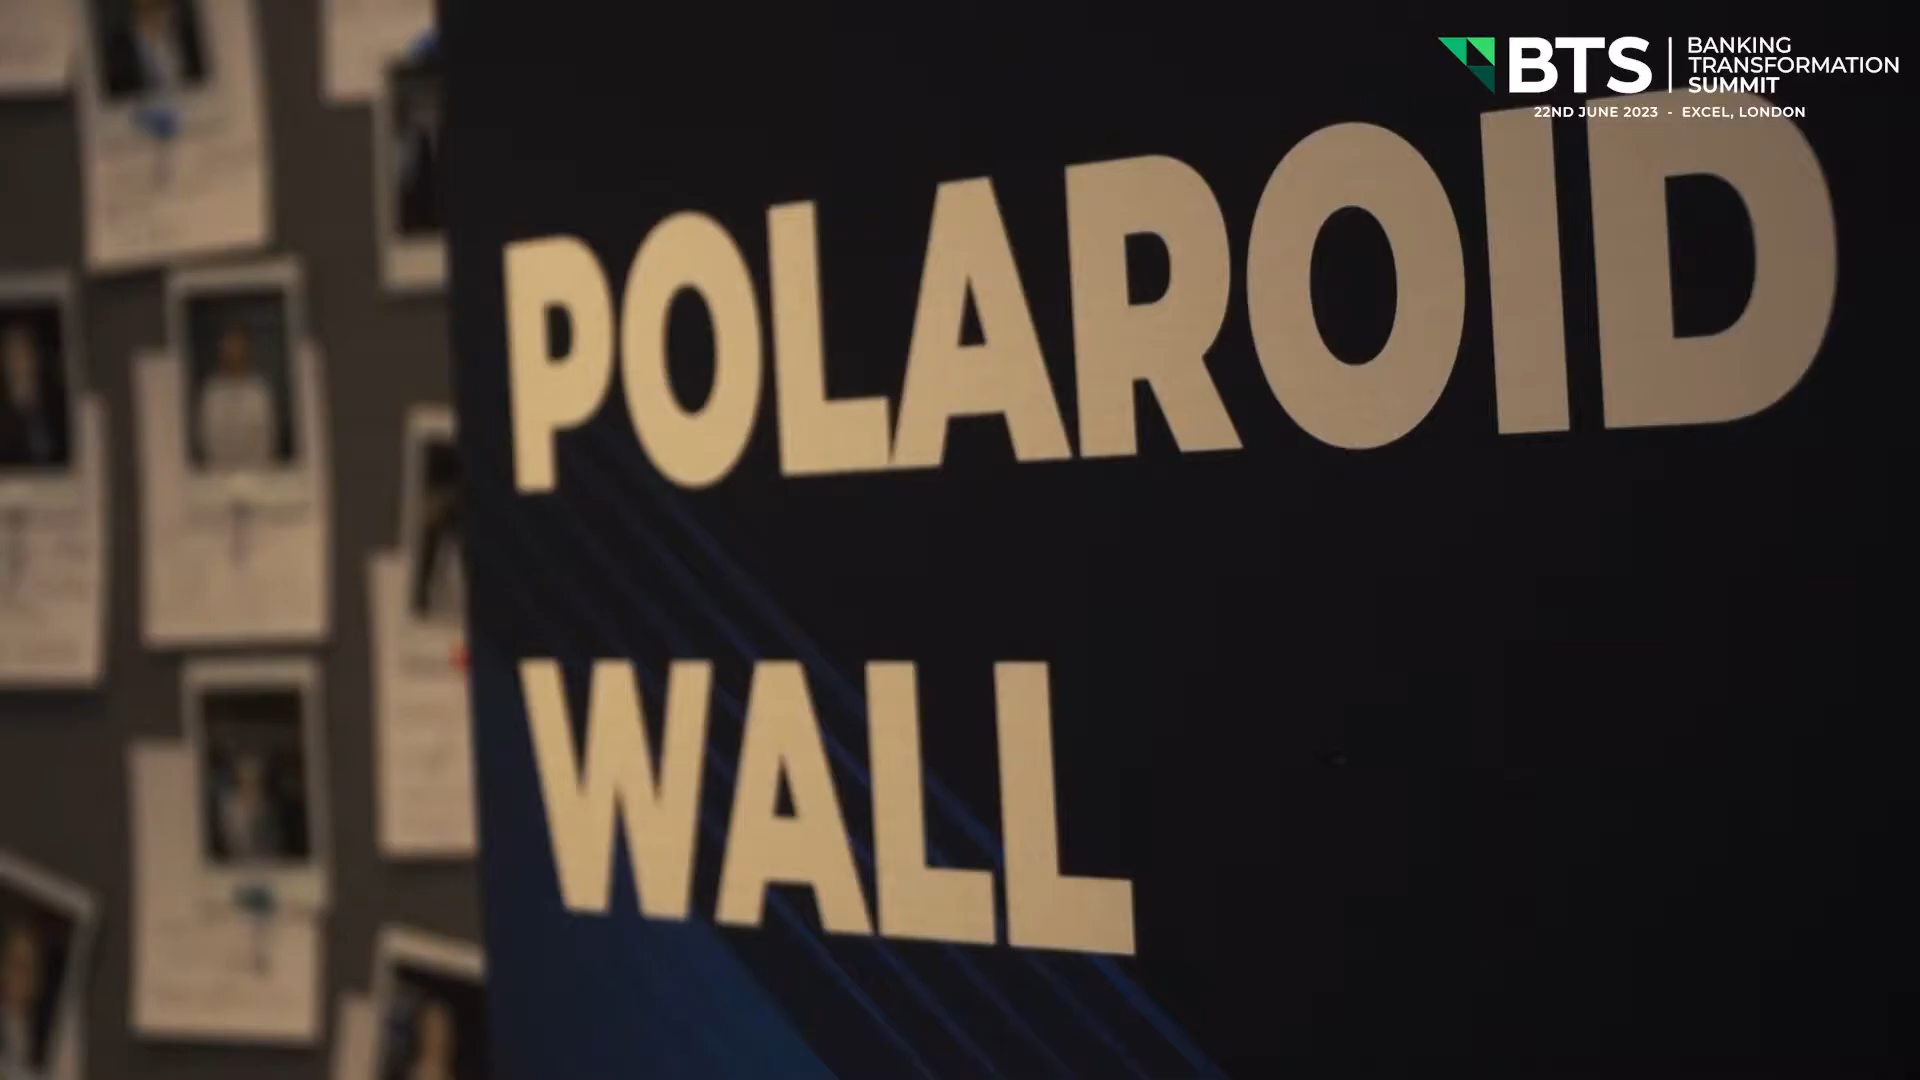 BTS
BANKING
TRANSFORMATION
SUMMIT
22ND JUNE 2023 - EXCEL, LONDON
POLAROID
WALL